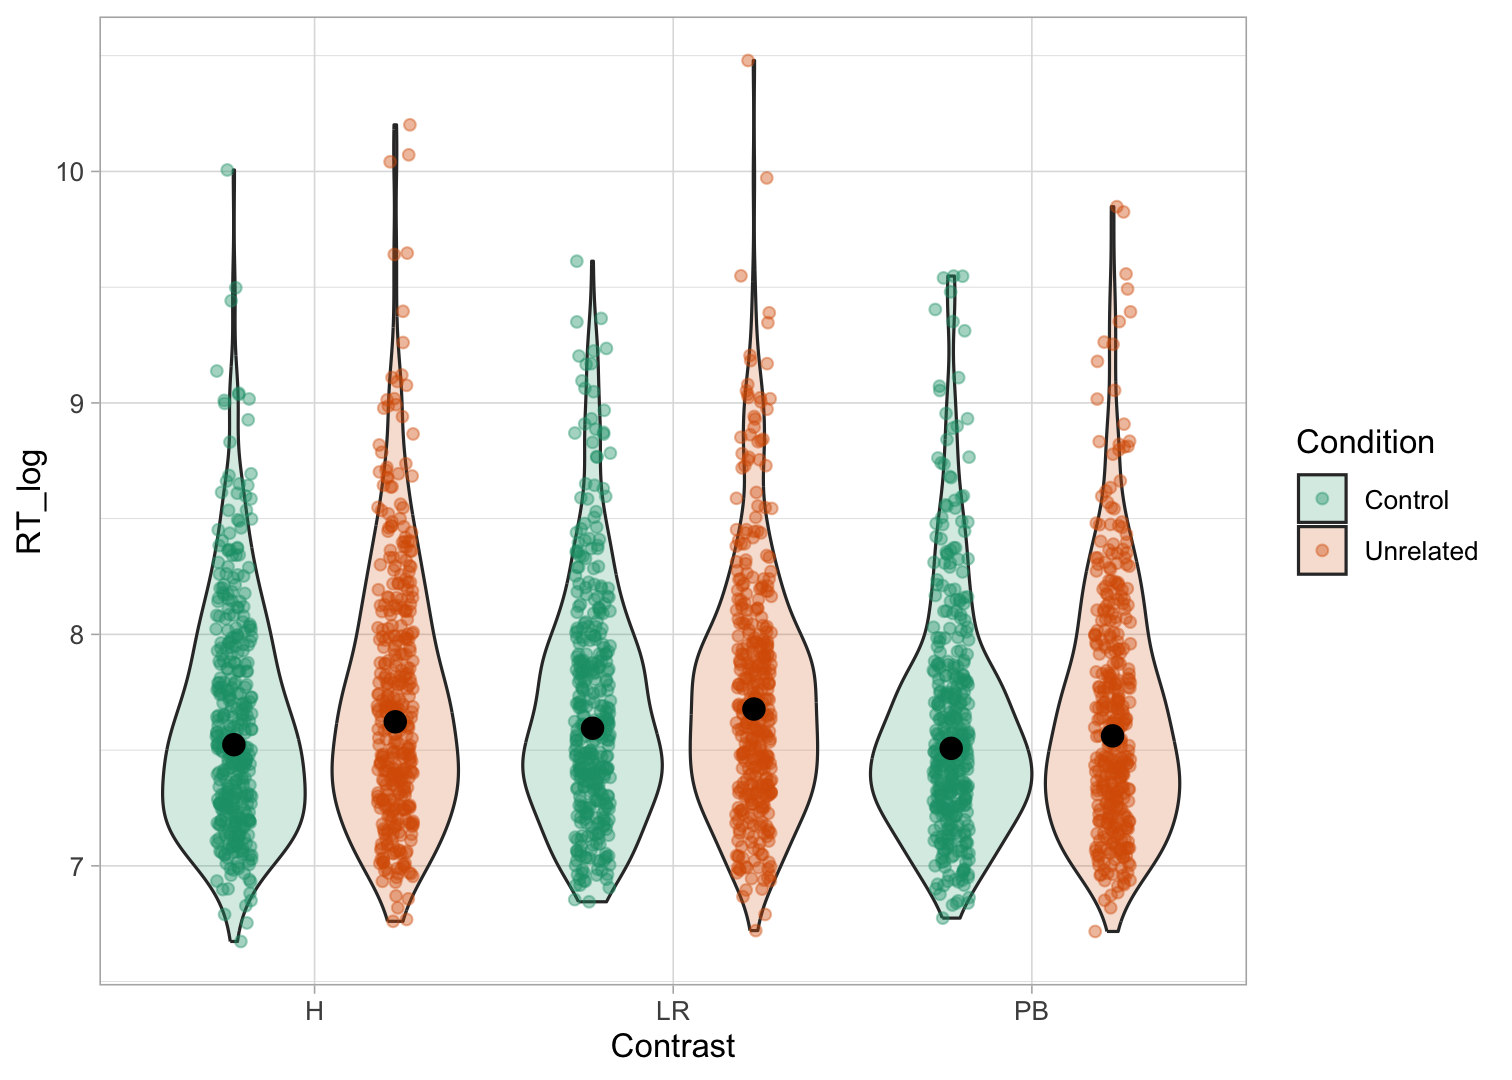 RT_log
10
9
8
7
H LR PB
Contrast
Condition
Control
Unrelated